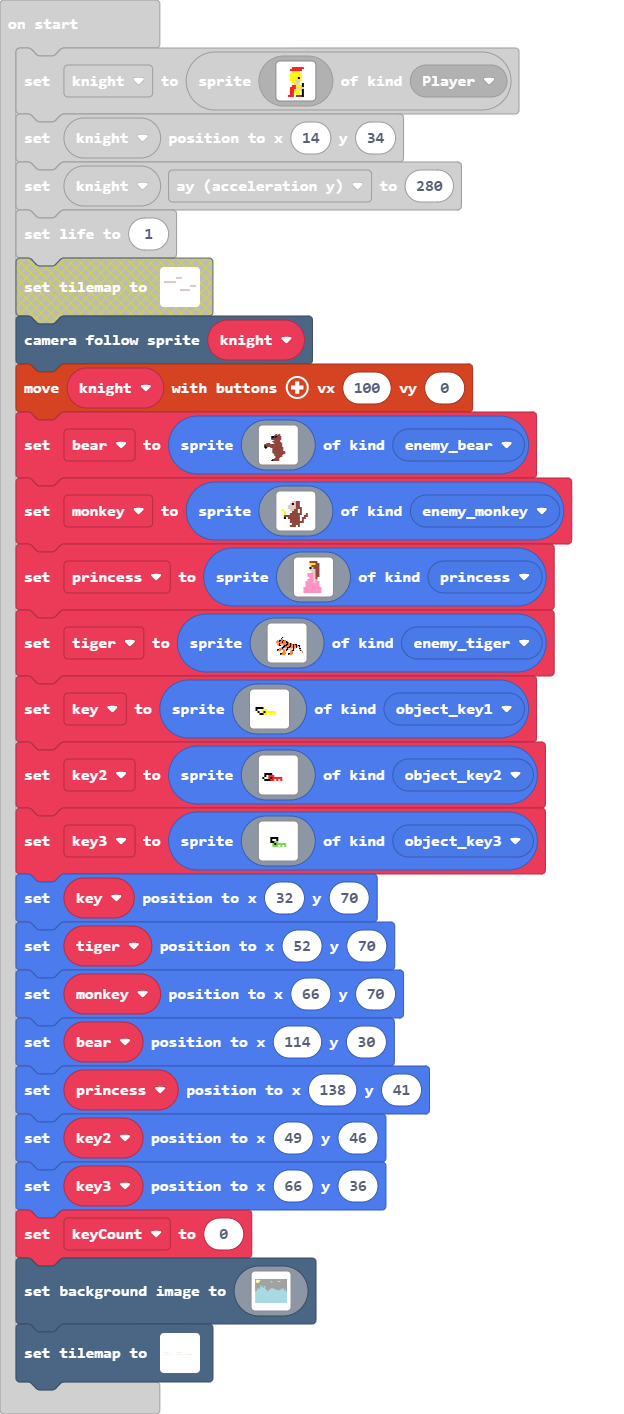 on start
set knight to sprite of kind Player
set knight position to x 14 y 34
set knight ay (acceleration y) to 280
set life to 1
set tilemap to
camera follow sprite knight
move knight with buttons vx 100 vy 0
set bear to sprite of kind enemy_bear
set monkey to sprite of kind enemy_monkey
set princess to sprite of kind princess
set tiger to sprite of kind enemy_tiger
set key to sprite of kind object_key1
set key2 to sprite of kind object_key2
set key3 to sprite of kind object_key3
set key position to x 32 y 70
set tiger position to x 52 y 70
set monkey position to x 66 y 70
set bear position to x 114 y 30
set princess position to x 138 y 41
set key2 position to x 49 y 46
set key3 position to x 66 y 36
set keyCount to 0
set background image to
set tilemap to